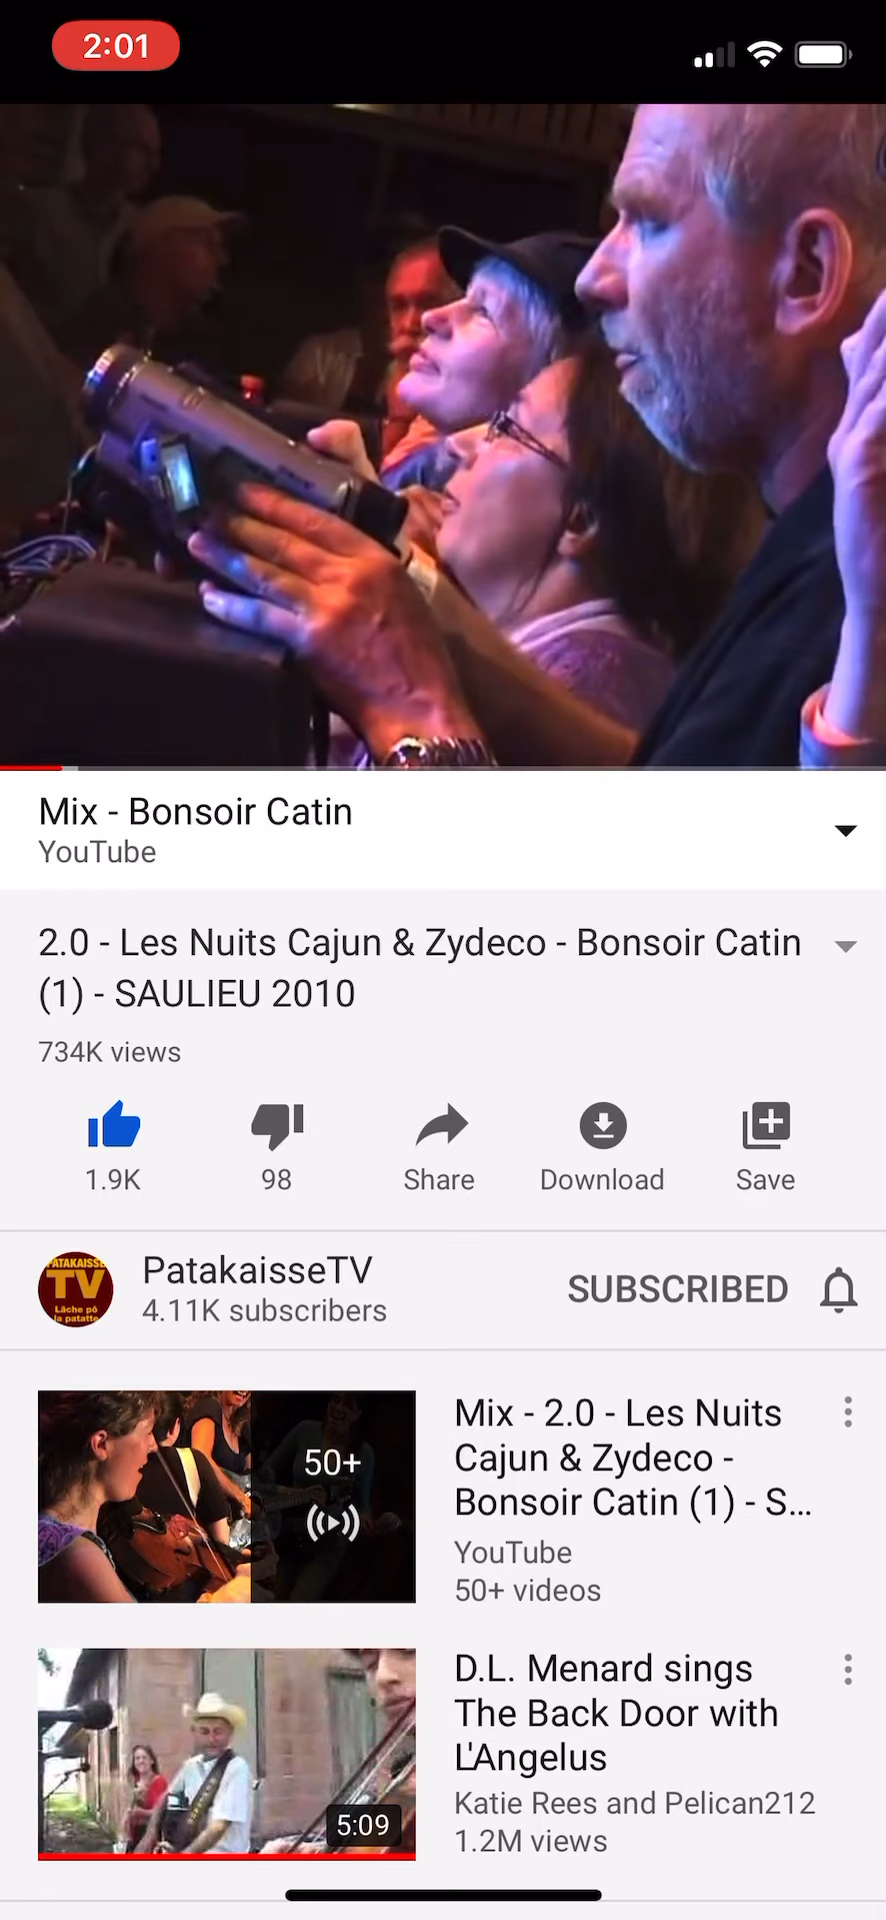 2:01
Mix - Bonsoir Catin
YouTube
2.0 - Les Nuits Cajun & Zydeco - Bonsoir Catin
(1) - SAULIEU 2010
734K views
1.9K
98
Share
Download
Save
PATAKAISSE
TV
Lâche pô
la patatte
PatakaisseTV
4.11K subscribers
SUBSCRIBED
50+
Mix - 2.0 - Les Nuits
Cajun & Zydeco -
Bonsoir Catin (1) - S...
YouTube
50+ videos
5:09
D.L. Menard sings
The Back Door with
L'Angelus
Katie Rees and Pelican212
1.2M views